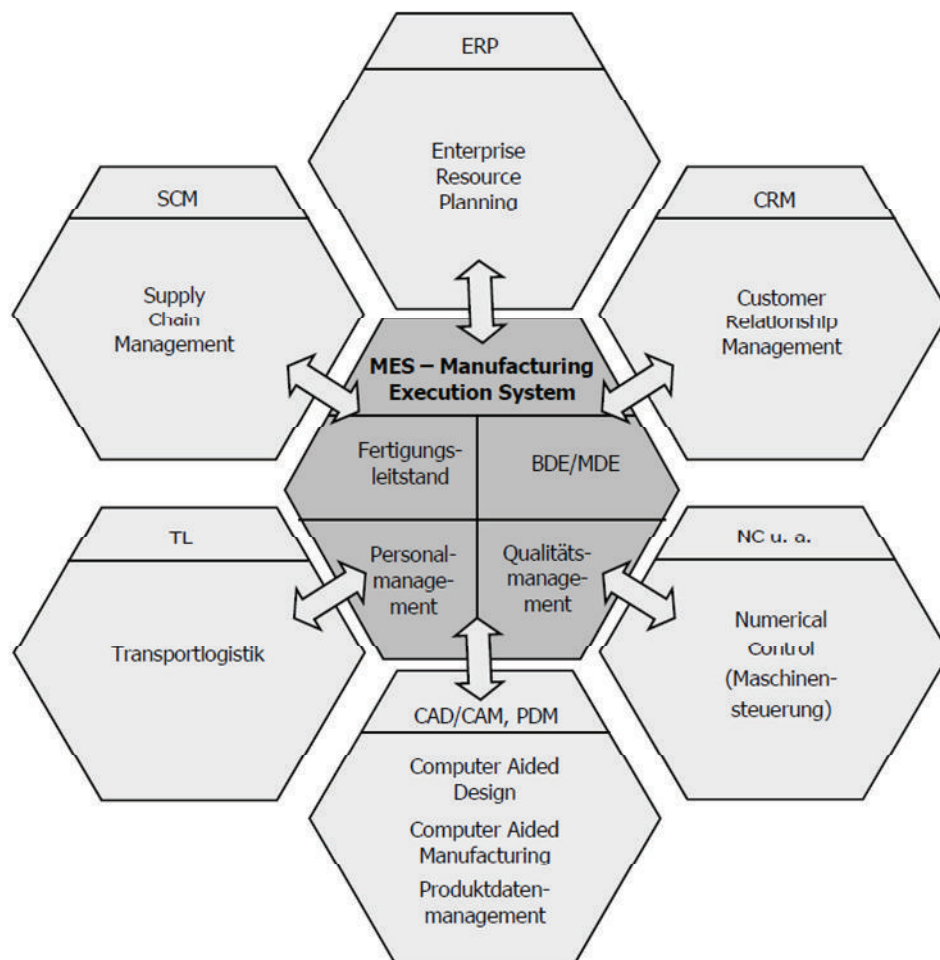 ERP
Enterprise
Resource
Planning
SCM
Supply
Chain
Management
CRM
Customer
Relationship
Management
MES – Manufacturing
Execution System
Fertigungs-
leitstand
BDE/MDE
Personal-
manage-
ment
Qualitäts-
manage-
ment
TL
Transportlogistik
NC u. a.
Numerical
Control
(Maschinen-
steuerung)
CAD/CAM, PDM
Computer Aided
Design
Computer Aided
Manufacturing
Produktdaten-
management